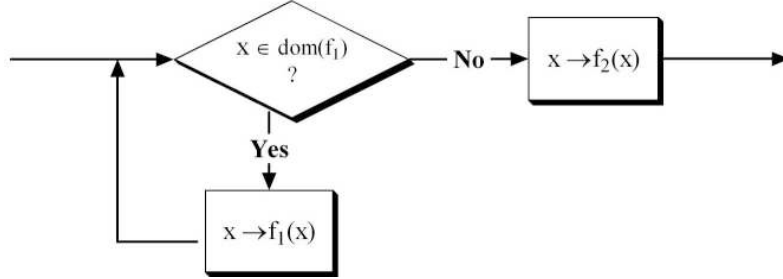 x ∈ dom(f₁)
?
No
x →f₂(x)
Yes
x →f₁(x)